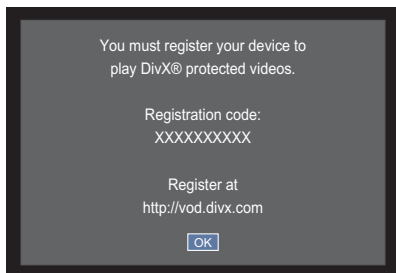 You must register your device to
play DivX® protected videos.
Registration code:
XXXXXXXXXX
Register at
http://vod.divx.com
OK